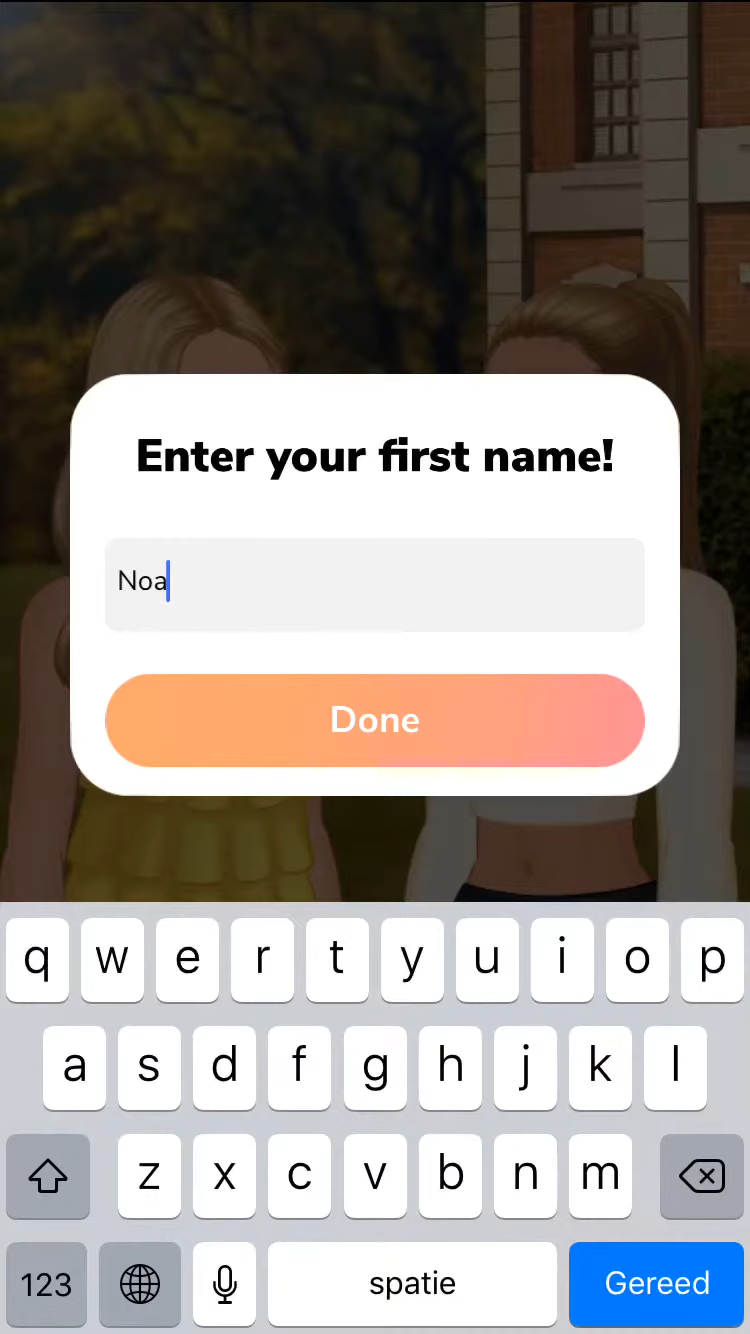 Enter your first name!
Noa
Done
q w e r t y u i o p
a s d f g h j k l
z x c v b n m
123 spatie Gereed